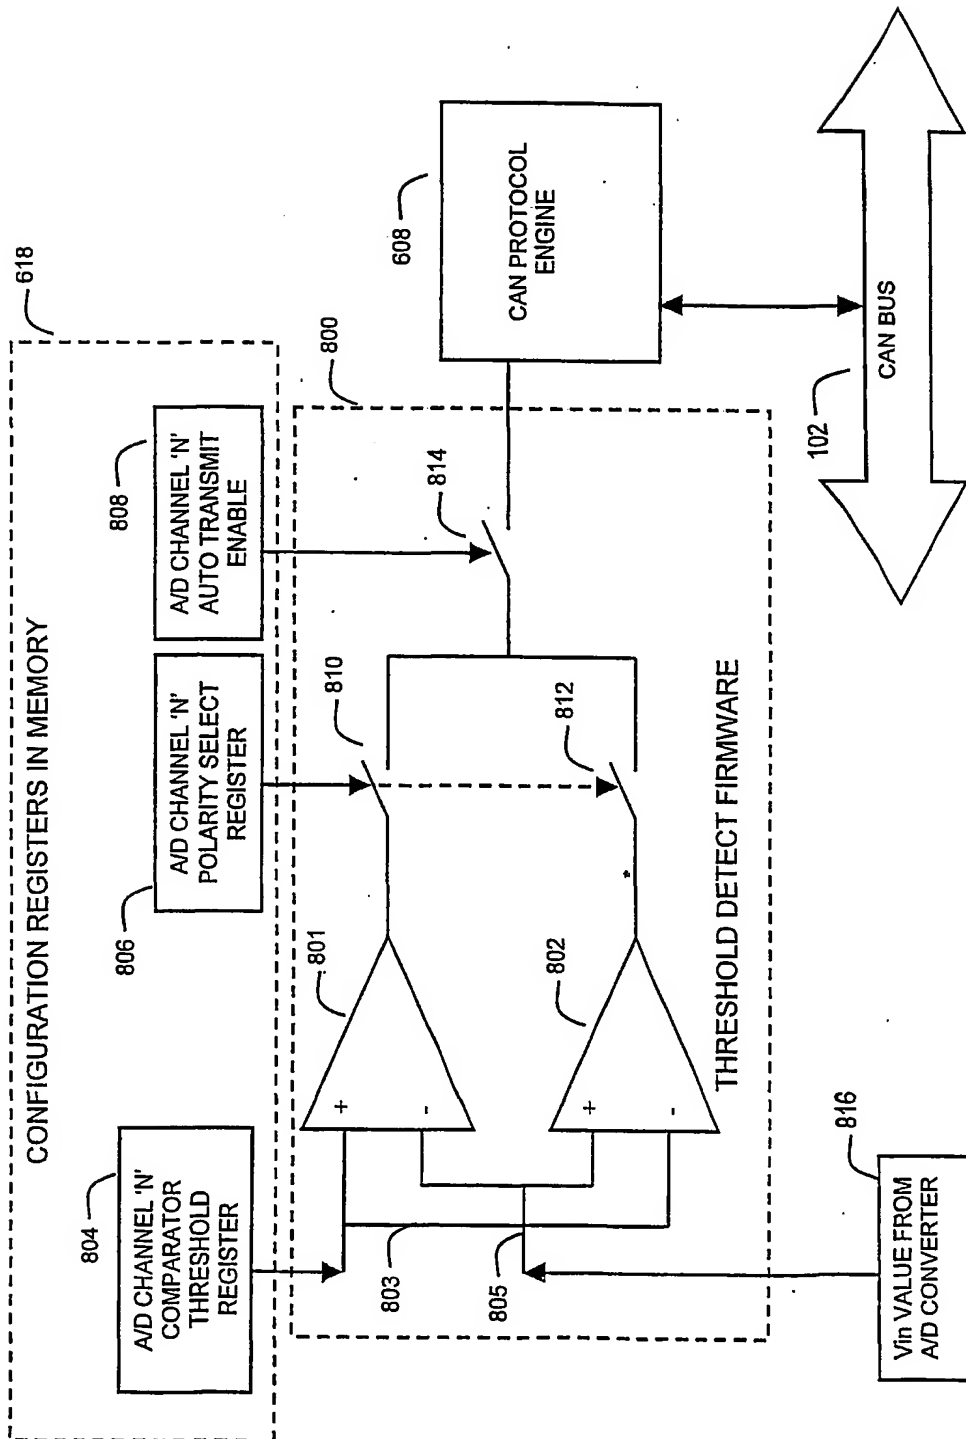 CONFIGURATION REGISTERS IN MEMORY
618
804
A/D CHANNEL 'N'
COMPARATOR
THRESHOLD
REGISTER
806
A/D CHANNEL 'N'
POLARITY SELECT
REGISTER
808
A/D CHANNEL 'N'
AUTO TRANSMIT
ENABLE
800
801
+
-
810
814
803
805
802
+
-
812
THRESHOLD DETECT FIRMWARE
608
CAN PROTOCOL
ENGINE
816
Vin VALUE FROM
A/D CONVERTER
102
CAN BUS